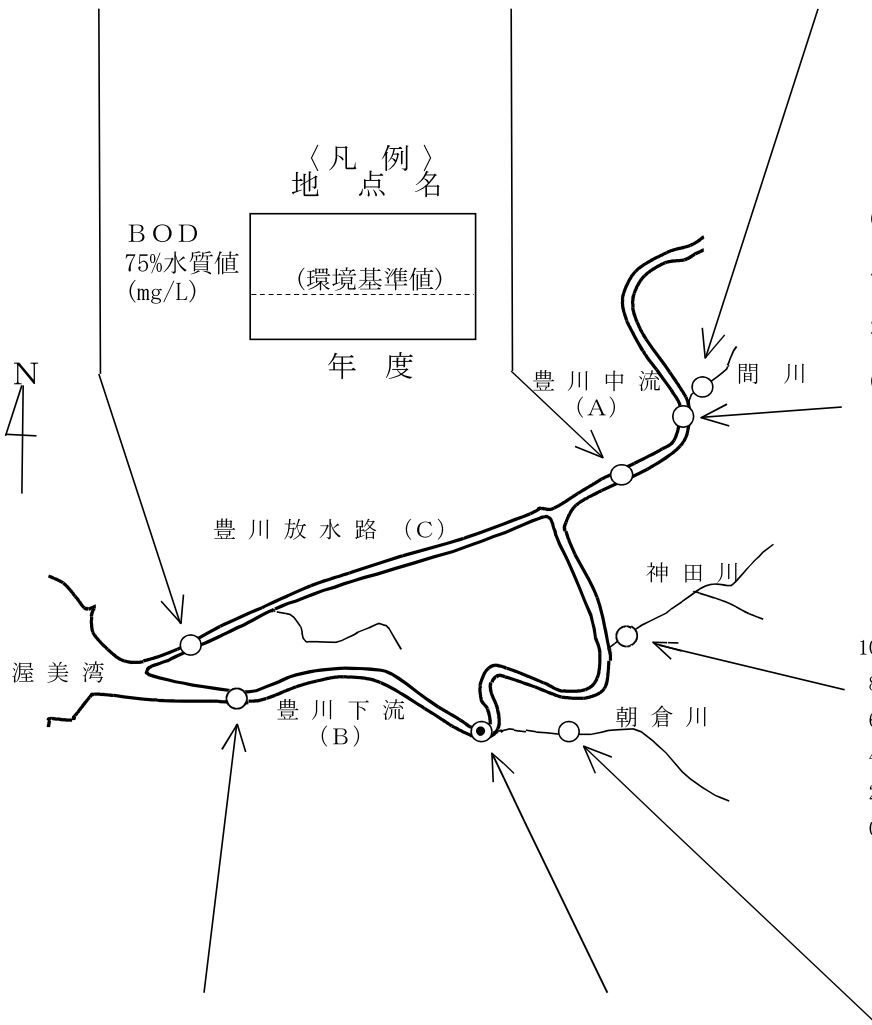 〈 凡 例 〉
地 点 名
BOD
75%水質値
(mg/L)
(環境基準値)
年 度
N
豊 川 中 流
(A)
間 川
豊 川 放 水 路 (C)
神 田 川
渥 美 湾
豊 川 下 流
(B)
朝 倉 川
10
8